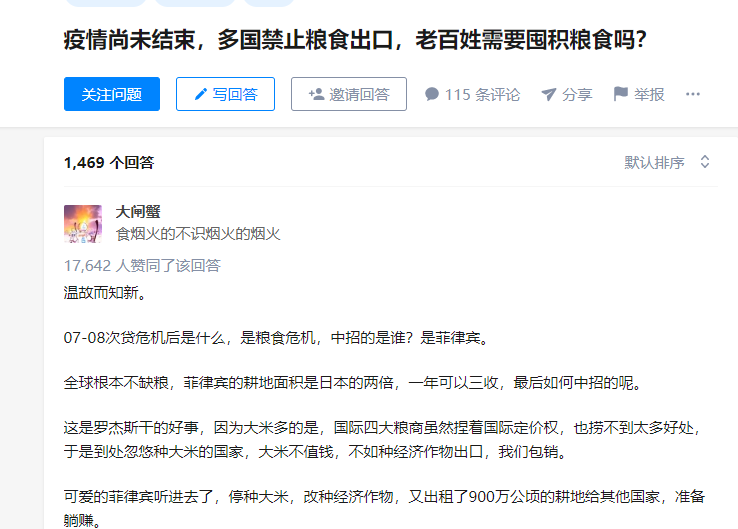 疫情尚未结束，多国禁止粮食出口，老百姓需要囤积粮食吗？
关注问题
写回答
邀请回答
115 条评论
分享
举报
1,469 个回答
默认排序
大闸蟹
食烟火的不识烟火的烟火
17,642 人赞同了该回答
温故而知新。
07-08次贷危机后是什么，是粮食危机，中招的是谁？是菲律宾。
全球根本不缺粮，菲律宾的耕地面积是日本的两倍，一年可以三收，最后如何中招的呢。
这是罗杰斯干的好事，因为大米多的是，国际四大粮商虽然捏着国际定价权，也捞不到太多好处，
于是到处忽悠种大米的国家，大米不值钱，不如种经济作物出口，我们包销。
可爱的菲律宾听进去了，停种大米，改种经济作物，又出租了900万公顷的耕地给其他国家，准备
躺赚。